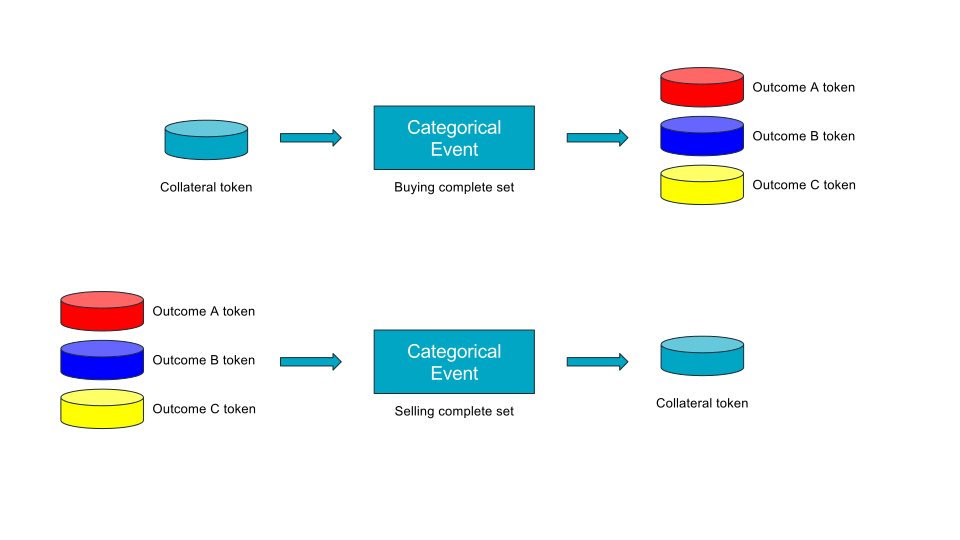 Collateral token
Categorical
Event
Buying complete set
Outcome A token
Outcome B token
Outcome C token
Outcome A token
Outcome B token
Outcome C token
Categorical
Event
Selling complete set
Collateral token